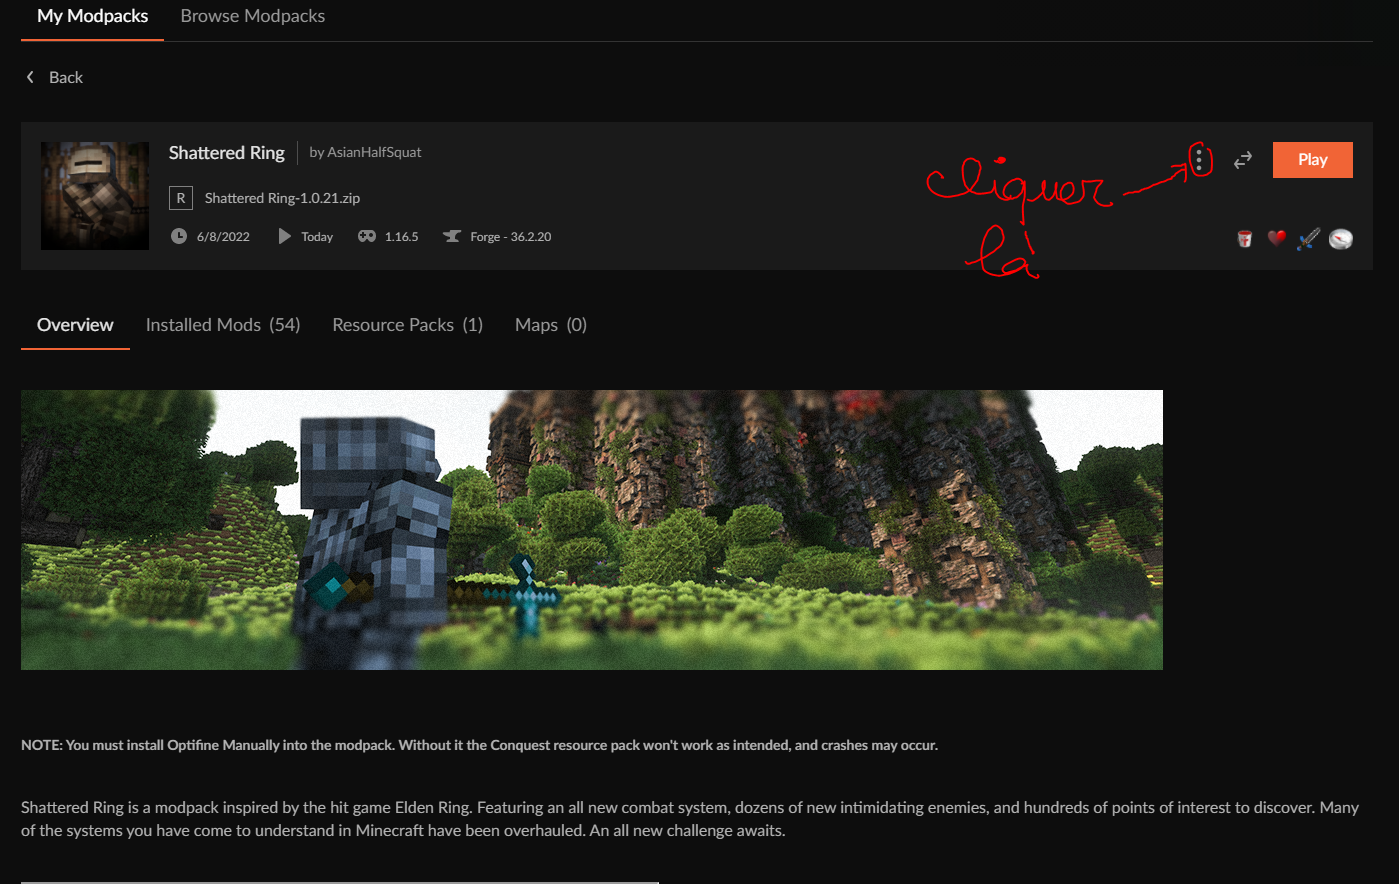 My Modpacks Browse Modpacks
Back
Shattered Ring by AsianHalfSquat
R Shattered Ring-1.0.21.zip
6/8/2022 Today 1.16.5 Forge - 36.2.20
Play
cliquer
là
Overview Installed Mods (54) Resource Packs (1) Maps (0)
NOTE: You must install Optifine Manually into the modpack. Without it the Conquest resource pack won't work as intended, and crashes may occur.
Shattered Ring is a modpack inspired by the hit game Elden Ring. Featuring an all new combat system, dozens of new intimidating enemies, and hundreds of points of interest to discover. Many
of the systems you have come to understand in Minecraft have been overhauled. An all new challenge awaits.